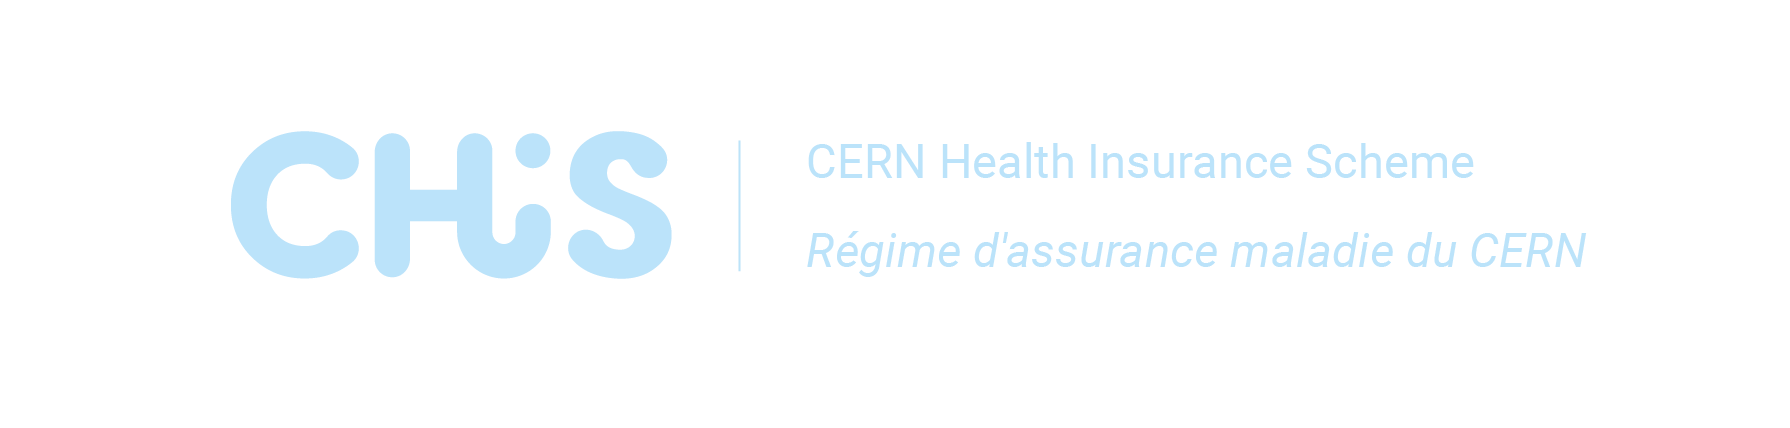 CHiS
CERN Health Insurance Scheme
Régime d'assurance maladie du CERN